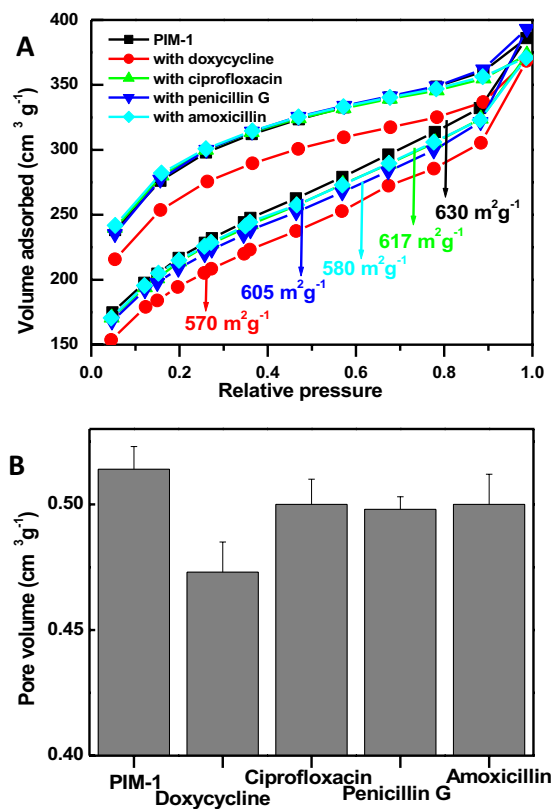 A
PIM-1
with doxycycline
with ciprofloxacin
with penicillin G
with amoxicillin
Volume adsorbed (cm³g⁻¹)
400
350
300
250
200
150
630 m²g⁻¹
617 m²g⁻¹
580 m²g⁻¹
605 m²g⁻¹
570 m²g⁻¹
0.0 0.2 0.4 0.6 0.8 1.0
Relative pressure
B
Pore volume (cm³g⁻¹)
0.50
0.45
0.40
PIM-1
Doxycycline
Ciprofloxacin
Penicillin G
Amoxicillin